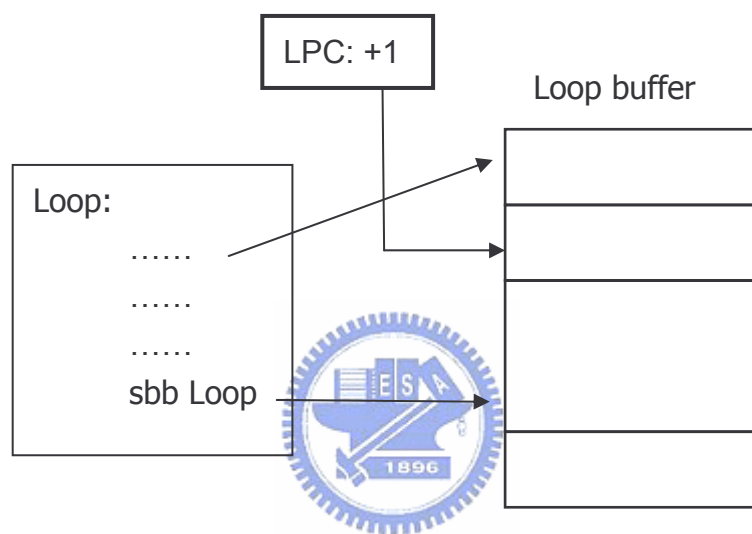 LPC: +1
Loop buffer
Loop:
......
......
......
sbb Loop
E S A
1896